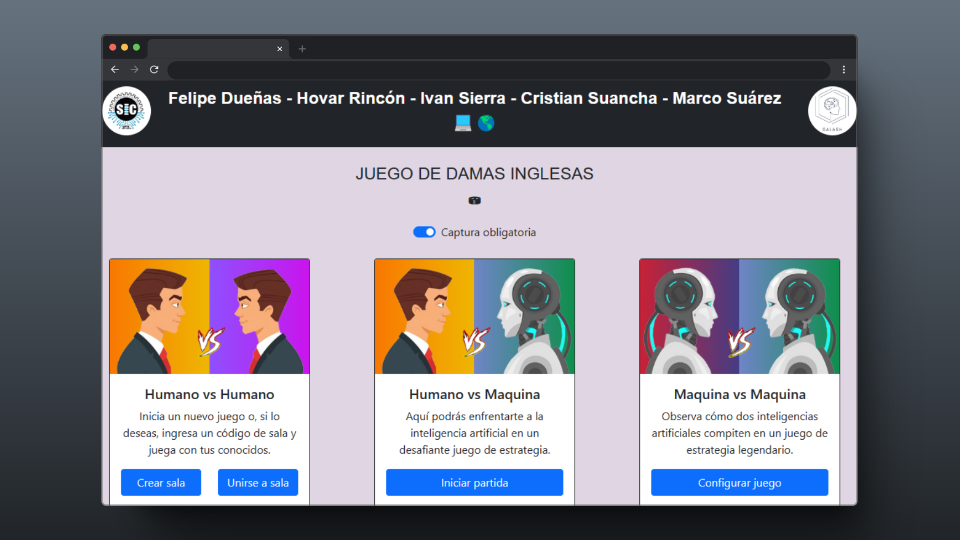 SIC
Felipe Dueñas - Hovar Rincón - Ivan Sierra - Cristian Suancha - Marco Suárez
GALASH
JUEGO DE DAMAS INGLESAS
Captura obligatoria
VS
Humano vs Humano
Inicia un nuevo juego o, si lo
deseas, ingresa un código de sala y
juega con tus conocidos.
Crear sala
Unirse a sala
VS
Humano vs Maquina
Aquí podrás enfrentarte a la
inteligencia artificial en un
desafiante juego de estrategia.
Iniciar partida
VS
Maquina vs Maquina
Observa cómo dos inteligencias
artificiales compiten en un juego de
estrategia legendario.
Configurar juego